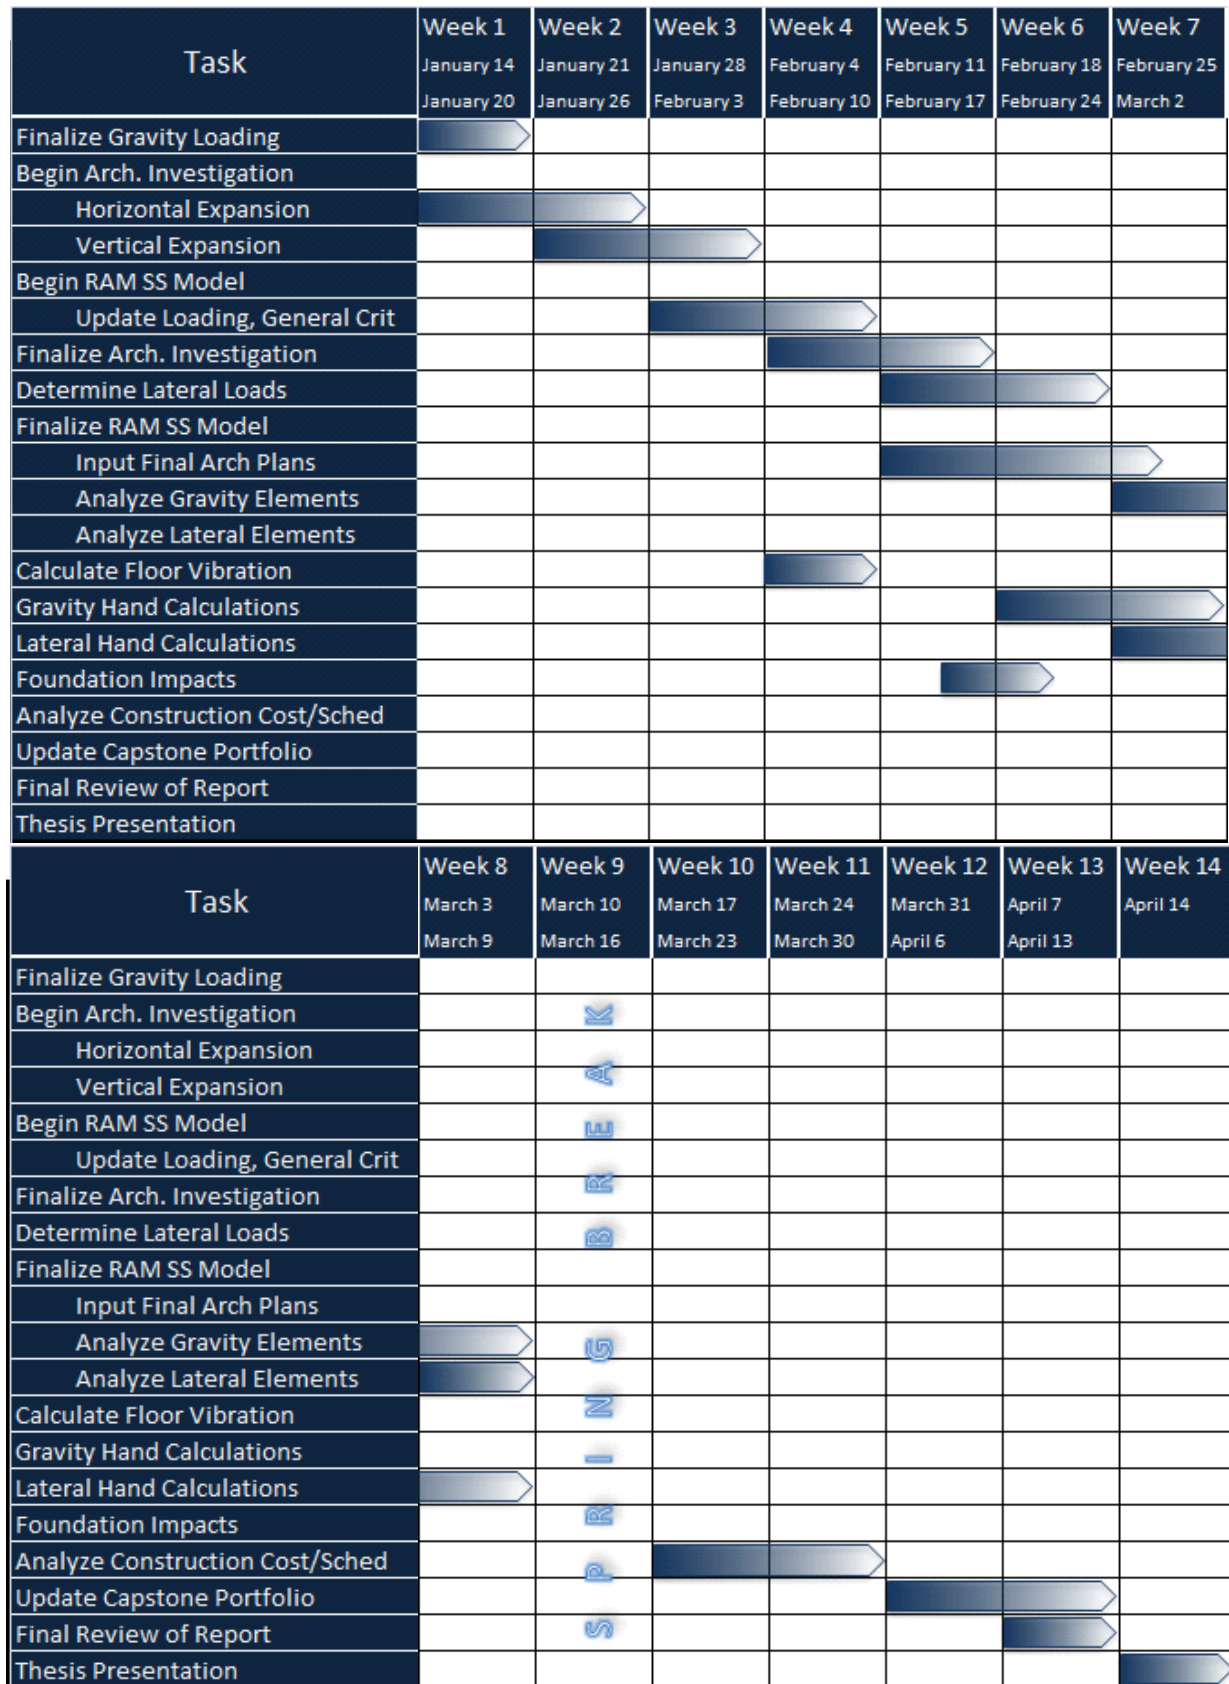 Task
Week 1 Week 2 Week 3 Week 4 Week 5 Week 6 Week 7
January 14 January 21 January 28 February 4 February 11 February 18 February 25
January 20 January 26 February 3 February 10 February 17 February 24 March 2
Finalize Gravity Loading
Begin Arch. Investigation
Horizontal Expansion
Vertical Expansion
Begin RAM SS Model
Update Loading, General Crit
Finalize Arch. Investigation
Determine Lateral Loads
Finalize RAM SS Model
Input Final Arch Plans
Analyze Gravity Elements
Analyze Lateral Elements
Calculate Floor Vibration
Gravity Hand Calculations
Lateral Hand Calculations
Foundation Impacts
Analyze Construction Cost/Sched
Update Capstone Portfolio
Final Review of Report
Thesis Presentation
Task
Week 8 Week 9 Week 10 Week 11 Week 12 Week 13 Week 14
March 3 March 10 March 17 March 24 March 31 April 7 April 14
March 9 March 16 March 23 March 30 April 6 April 13
Finalize Gravity Loading
Begin Arch. Investigation
Horizontal Expansion
Vertical Expansion
Begin RAM SS Model
Update Loading, General Crit
Finalize Arch. Investigation
Determine Lateral Loads
Finalize RAM SS Model
Input Final Arch Plans
Analyze Gravity Elements
Analyze Lateral Elements
Calculate Floor Vibration
Gravity Hand Calculations
Lateral Hand Calculations
Foundation Impacts
Analyze Construction Cost/Sched
Update Capstone Portfolio
Final Review of Report
Thesis Presentation
SPRING BREAK